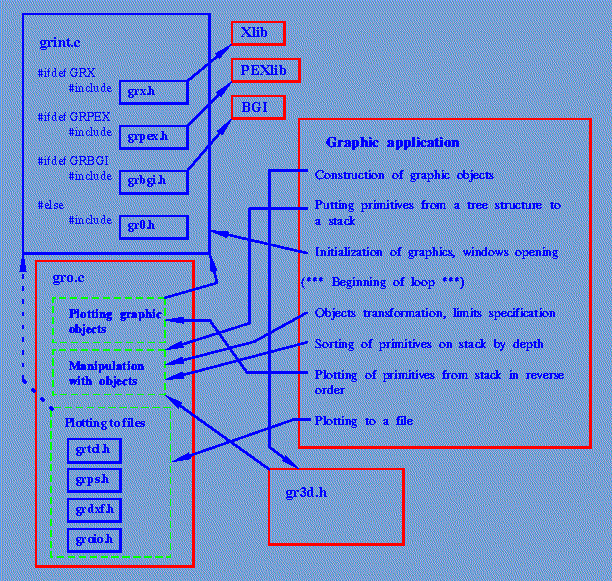 grint.c
#ifdef GRX
#include grx.h
#ifdef GRPEX
#include grpex.h
#ifdef GRBGI
#include grbgi.h
#else
#include gr0.h
Xlib
PEXlib
BGI
Graphic application
Construction of graphic objects
Putting primitives from a tree structure to
a stack
Initialization of graphics, windows opening
(*** Beginning of loop ***)
Objects transformation, limits specification
Sorting of primitives on stack by depth
Plotting of primitives from stack in reverse
order
Plotting to a file
gro.c
Plotting graphic
objects
Manipulation
with objects
Plotting to files
grtcl.h
grps.h
grdxf.h
groio.h
gr3d.h